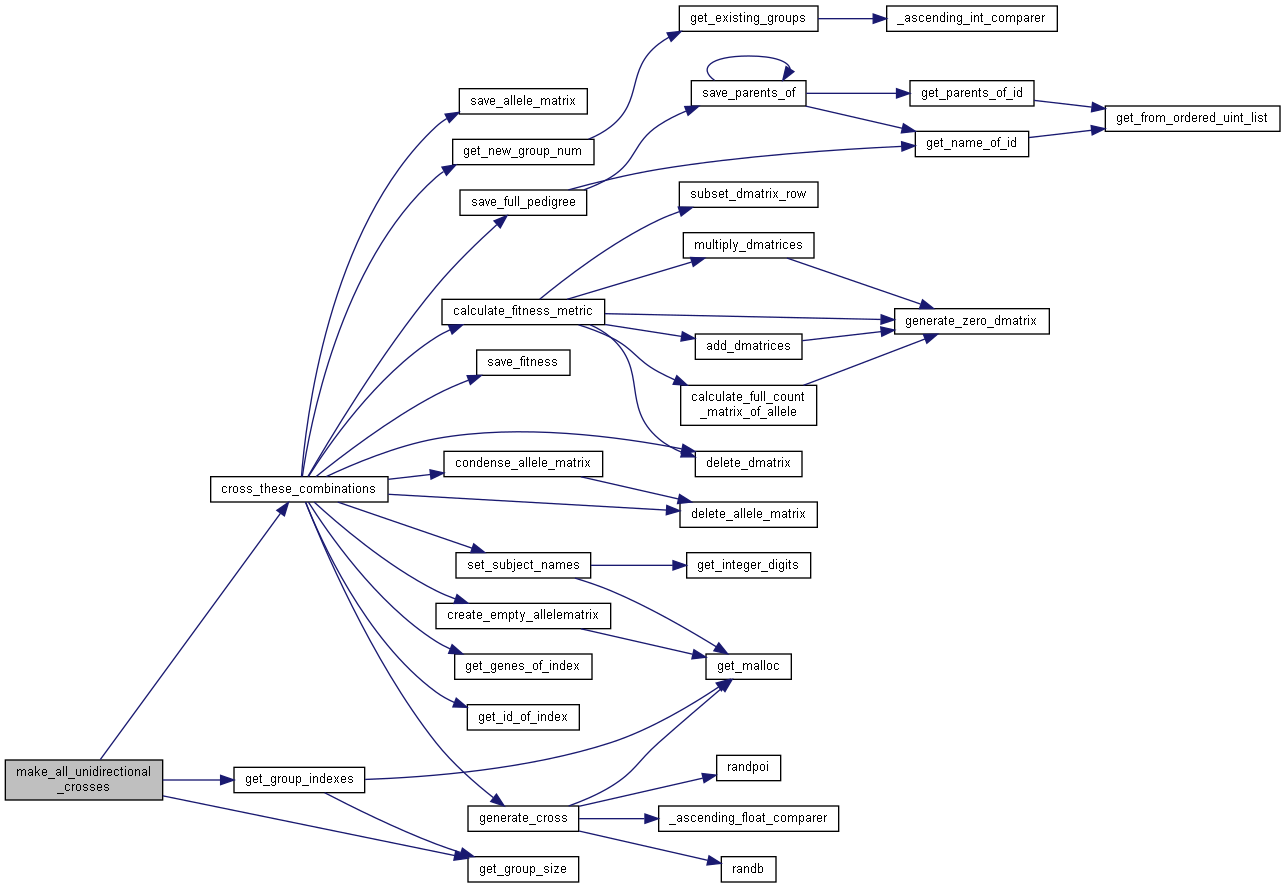 get_existing_groups
_ascending_int_comparer
save_allele_matrix
save_parents_of
get_parents_of_id
get_from_ordered_uint_list
get_new_group_num
get_name_of_id
save_full_pedigree
subset_dmatrix_row
multiply_dmatrices
calculate_fitness_metric
generate_zero_dmatrix
add_dmatrices
save_fitness
calculate_full_count
_matrix_of_allele
condense_allele_matrix
delete_dmatrix
cross_these_combinations
delete_allele_matrix
set_subject_names
get_integer_digits
create_empty_allelematrix
get_genes_of_index
get_malloc
get_id_of_index
make_all_unidirectional
_crosses
get_group_indexes
randpoi
generate_cross
_ascending_float_comparer
get_group_size
randb